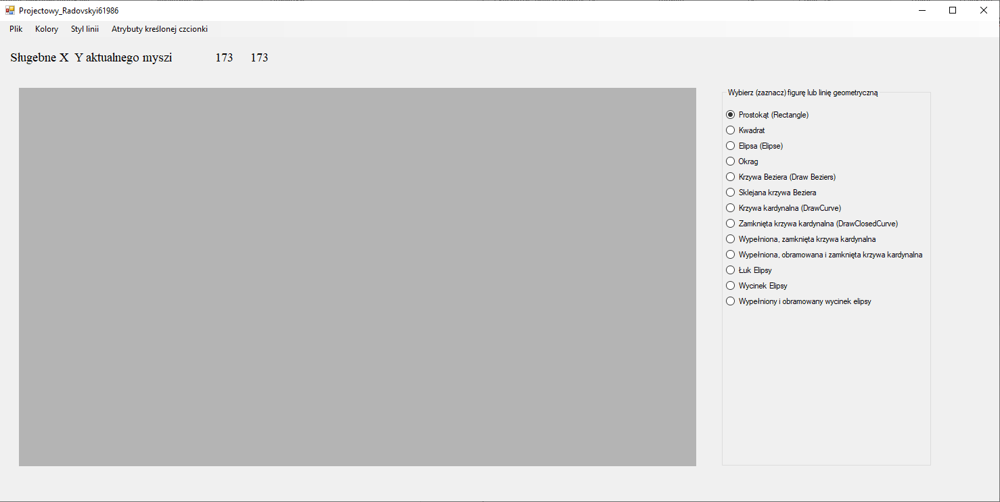 Projectowy_Radovskyi61986
Plik Kolory Styl linii Atrybuty kreślonej czcionki
Sługebne X Y aktualnego myszi 173 173
Wybierz (zaznacz) figurę lub linię geometryczną
Prostokąt (Rectangle)
Kwadrat
Elipsa (Elipse)
Okrag
Krzywa Beziera (Draw Beziers)
Sklejana krzywa Beziera
Krzywa kardynalna (DrawCurve)
Zamknięta krzywa kardynalna (DrawClosedCurve)
Wypełniona, zamknięta krzywa kardynalna
Wypełniona, obramowana i zamknięta krzywa kardynalna
Łuk Elipsy
Wycinek Elipsy
Wypełniony i obramowany wycinek elipsy